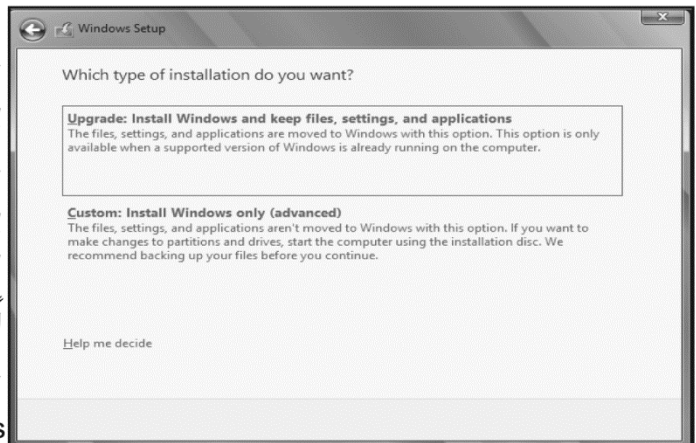 Windows Setup
Which type of installation do you want?
Upgrade: Install Windows and keep files, settings, and applications
The files, settings, and applications are moved to Windows with this option. This option is only
available when a supported version of Windows is already running on the computer.
Custom: Install Windows only (advanced)
The files, settings, and applications aren't moved to Windows with this option. If you want to
make changes to partitions and drives, start the computer using the installation disc. We
recommend backing up your files before you continue.
Help me decide